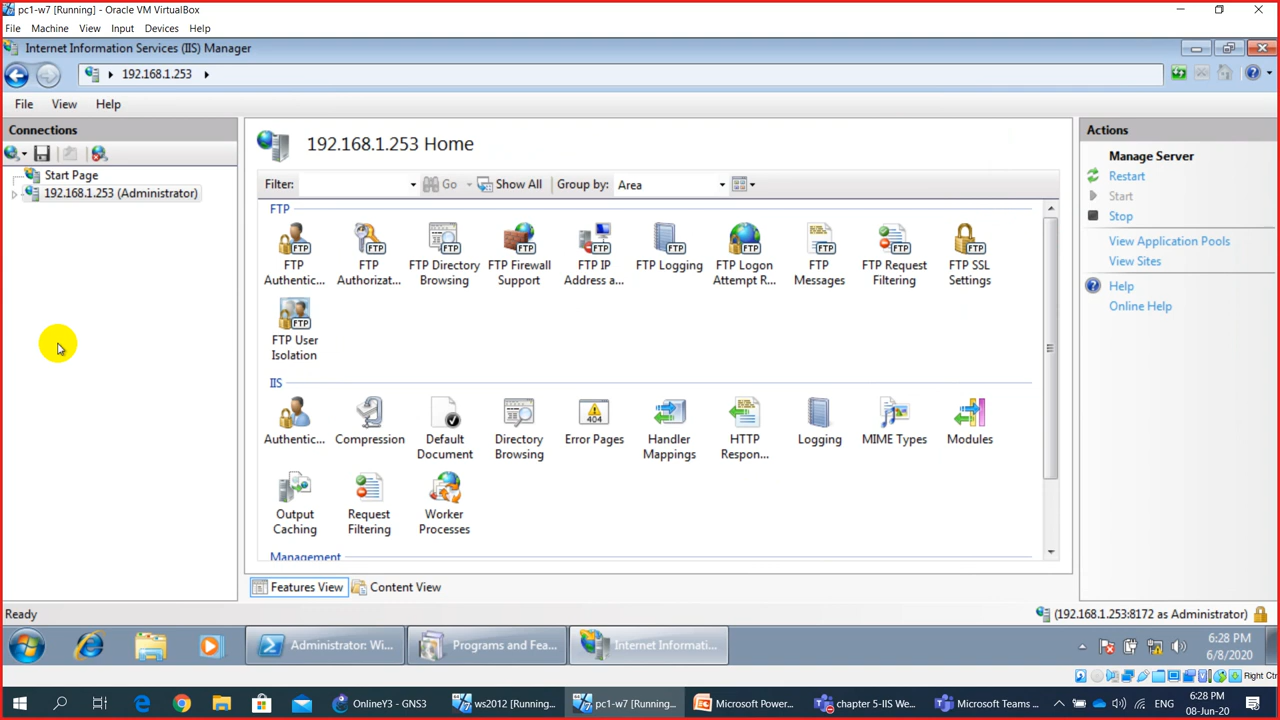 pc1-w7 [Running] - Oracle VM VirtualBox
File Machine View Input Devices Help
Internet Information Services (IIS) Manager
192.168.1.253
File View Help
Connections
Start Page
192.168.1.253 (Administrator)
192.168.1.253 Home
Filter: Go Show All Group by: Area
FTP
FTP Authentic...
FTP Authorizat...
FTP Directory Browsing
FTP Firewall Support
FTP IP Address a...
FTP Logging
FTP Logon Attempt R...
FTP Messages
FTP Request Filtering
FTP SSL Settings
FTP User Isolation
IIS
Authentic...
Compression
Default Document
Directory Browsing
Error Pages
Handler Mappings
HTTP Respon...
Logging
MIME Types
Modules
Output Caching
Request Filtering
Worker Processes
Management
Features View Content View
Actions
Manage Server
Restart
Start
Stop
View Application Pools
View Sites
Help
Online Help
Ready
(192.168.1.253:8172 as Administrator)
Administrator: Wi...
Programs and Fea...
Internet Informati...
6:28 PM
6/8/2020
Right Ctr
OnlineY3 - GNS3
ws2012 [Running...
pc1-w7 [Running...
Microsoft Power...
chapter 5-IIS We...
Microsoft Teams ...
6:28 PM
08-Jun-20